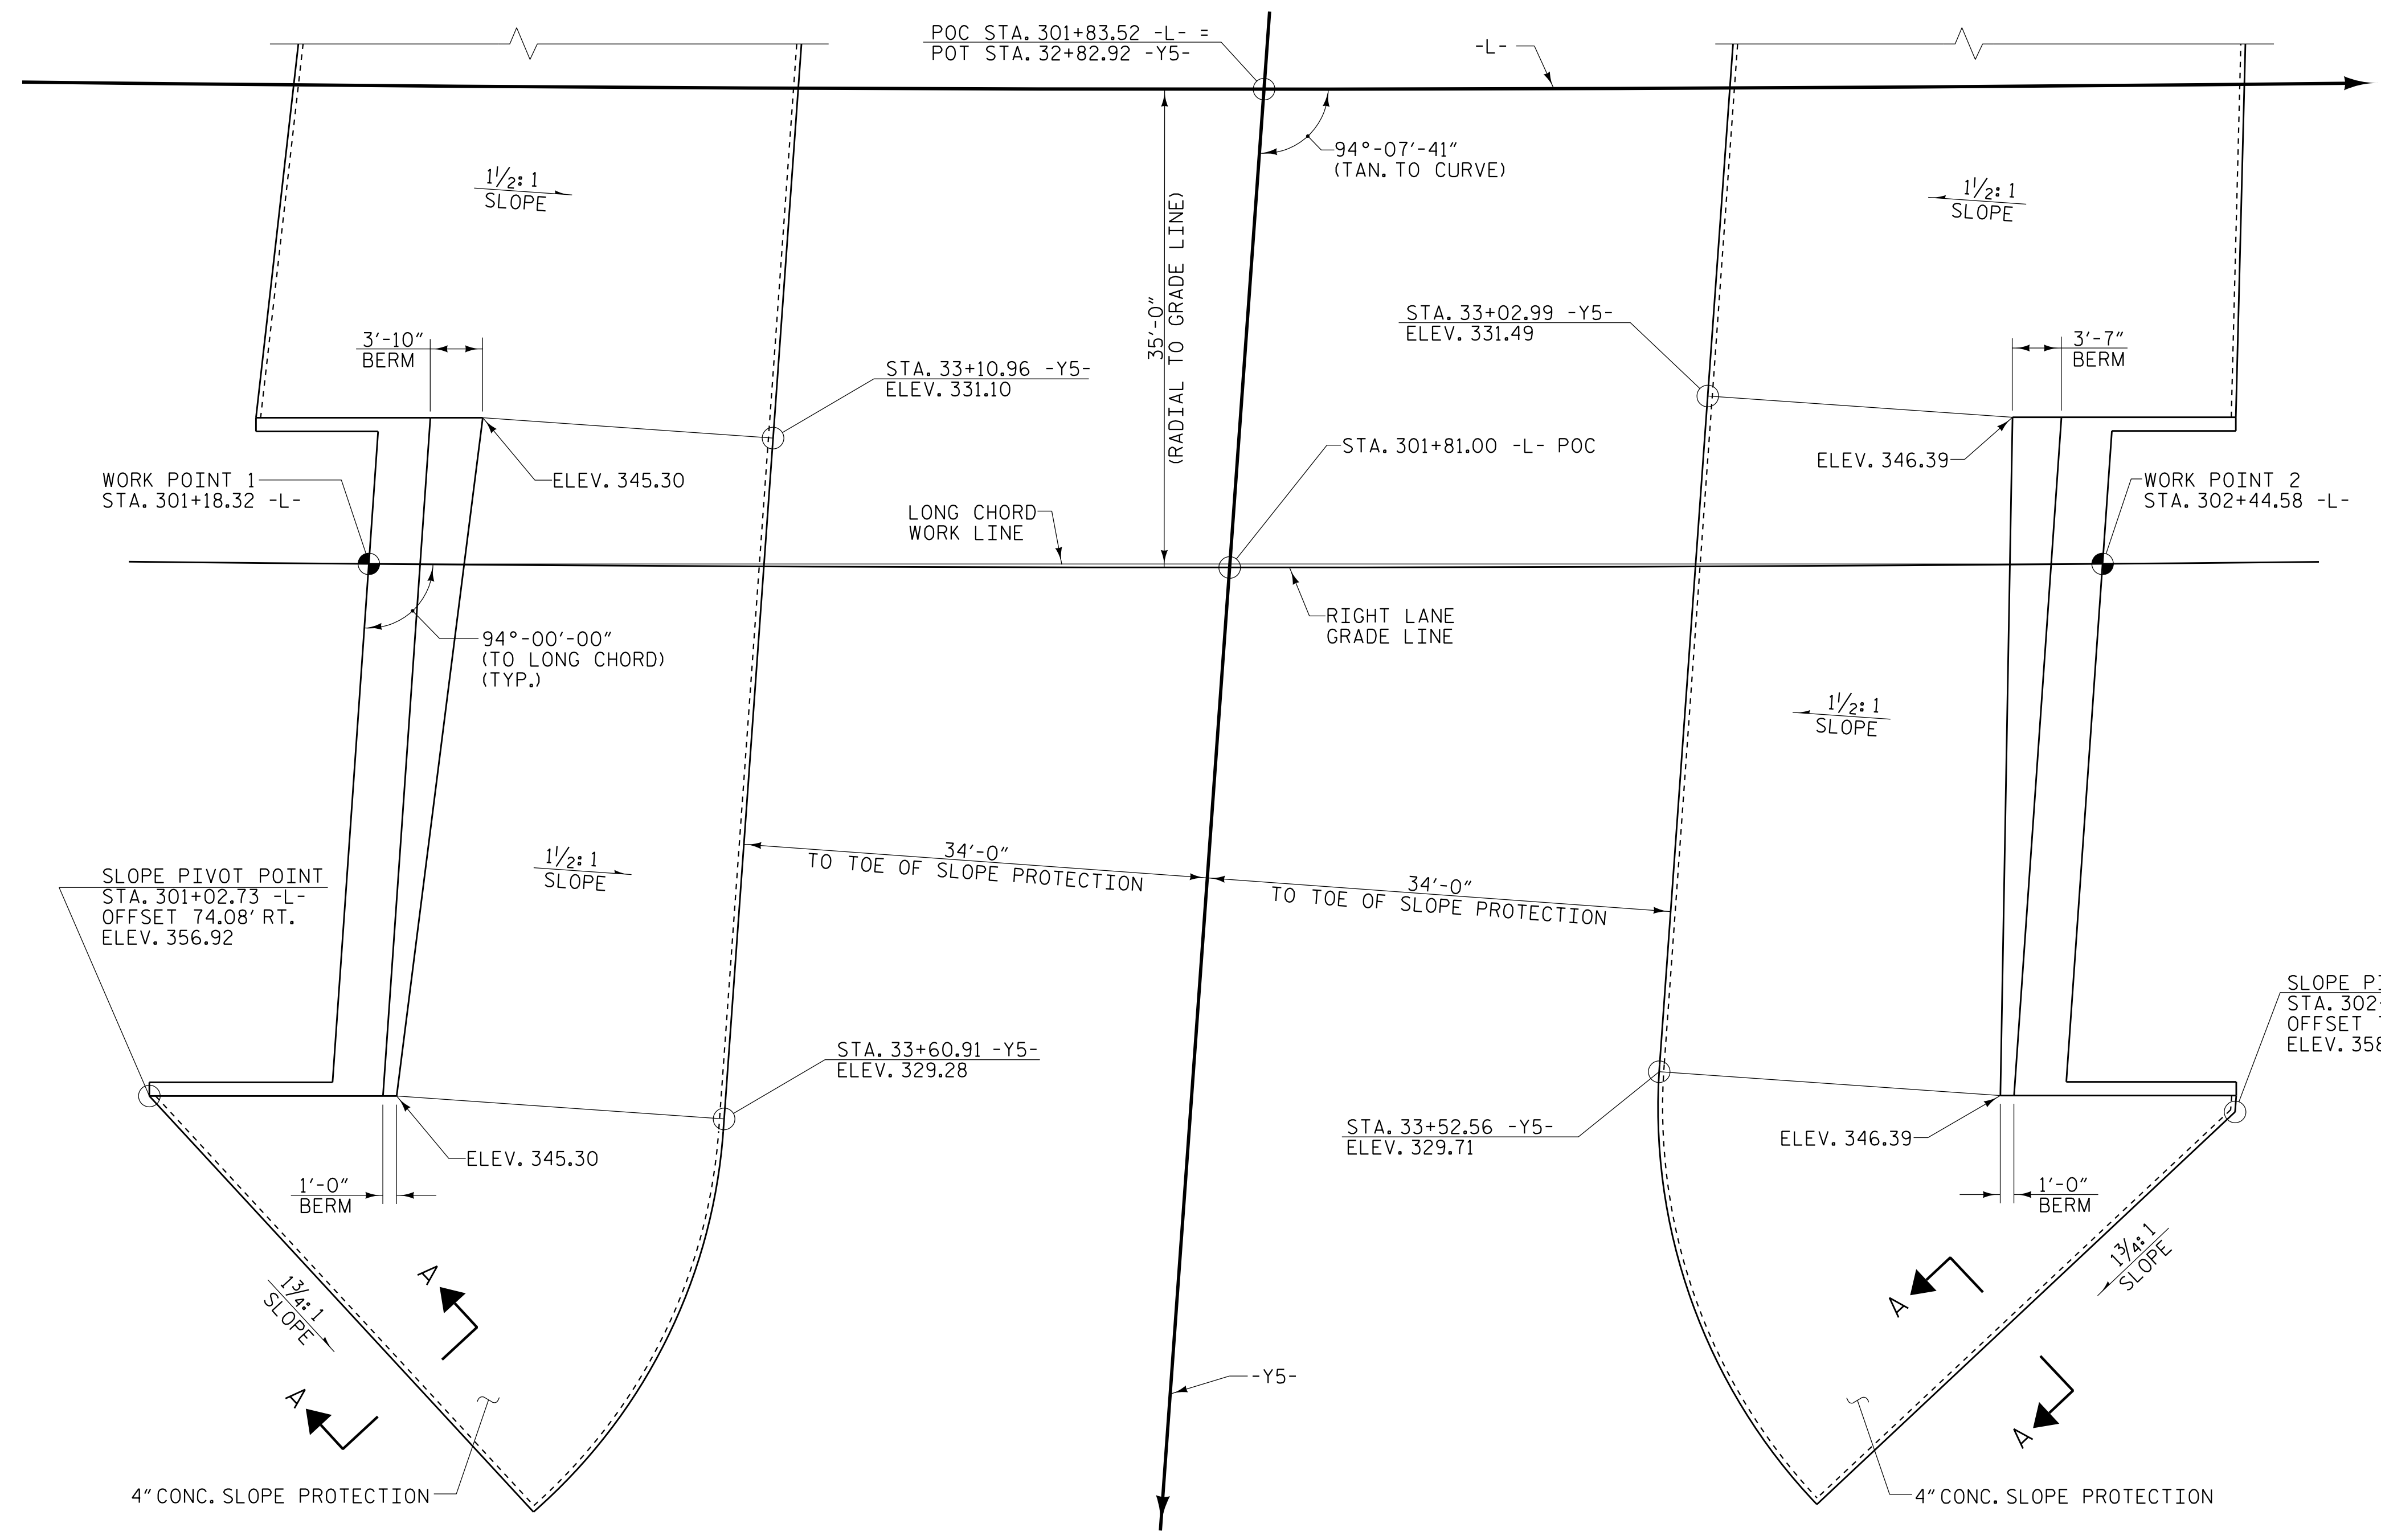 POC STA. 301+83.52 -L- =
POT STA. 32+82.92 -Y5-
-L-
94°-07'-41"
(TAN. TO CURVE)
1½: 1
SLOPE
1½: 1
SLOPE
35'-0"
(RADIAL TO GRADE LINE)
3'-10"
BERM
STA. 33+10.96 -Y5-
ELEV. 331.10
STA. 33+02.99 -Y5-
ELEV. 331.49
3'-7"
BERM
WORK POINT 1
STA. 301+18.32 -L-
ELEV. 345.30
STA. 301+81.00 -L- POC
ELEV. 346.39
WORK POINT 2
STA. 302+44.58 -L-
LONG CHORD
WORK LINE
94°-00'-00"
(TO LONG CHORD)
(TYP.)
RIGHT LANE
GRADE LINE
1½: 1
SLOPE
1½: 1
SLOPE
34'-0"
TO TOE OF SLOPE PROTECTION
34'-0"
TO TOE OF SLOPE PROTECTION
SLOPE PIVOT POINT
STA. 301+02.73 -L-
OFFSET 74.08' RT.
ELEV. 356.92
SLOPE
STA. 302
OFFSET
ELEV. 358
STA. 33+60.91 -Y5-
ELEV. 329.28
STA. 33+52.56 -Y5-
ELEV. 329.71
ELEV. 345.30
ELEV. 346.39
1'-0"
BERM
1'-0"
BERM
1¾: 1
SLOPE
1¾: 1
SLOPE
A
A
A
A
-Y5-
4" CONC. SLOPE PROTECTION
4" CONC. SLOPE PROTECTION